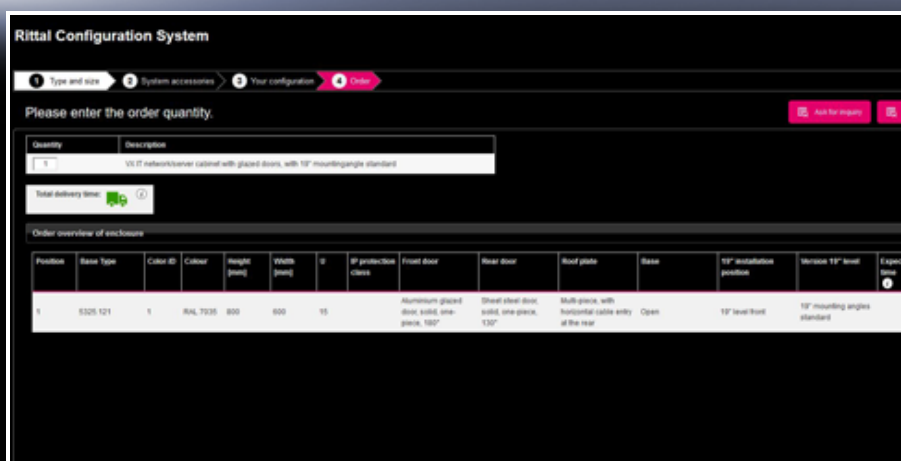 Rittal Configuration System
1 Type and size 2 System accessories 3 Your configuration 4 Order
Please enter the order quantity.
Ask for inquiry
Quantity Description
1 VX IT network/server cabinet with glazed doors, with 19" mountingangle standard
Total delivery time: i
Order overview of enclosure
Position Base Type Color ID Colour Height Width U IP protection Front door Rear door Roof plate Base 19" installation Version 19" level Expec
[mm] [mm] class position time
i
Aluminium glazed Sheet steel door, Multi-piece, with
1 5325.121 1 RAL 7035 800 600 15 door, solid, one- solid, one-piece, horizontal cable entry Open 19" level front 19" mounting angles
piece, 180° 130° at the rear standard